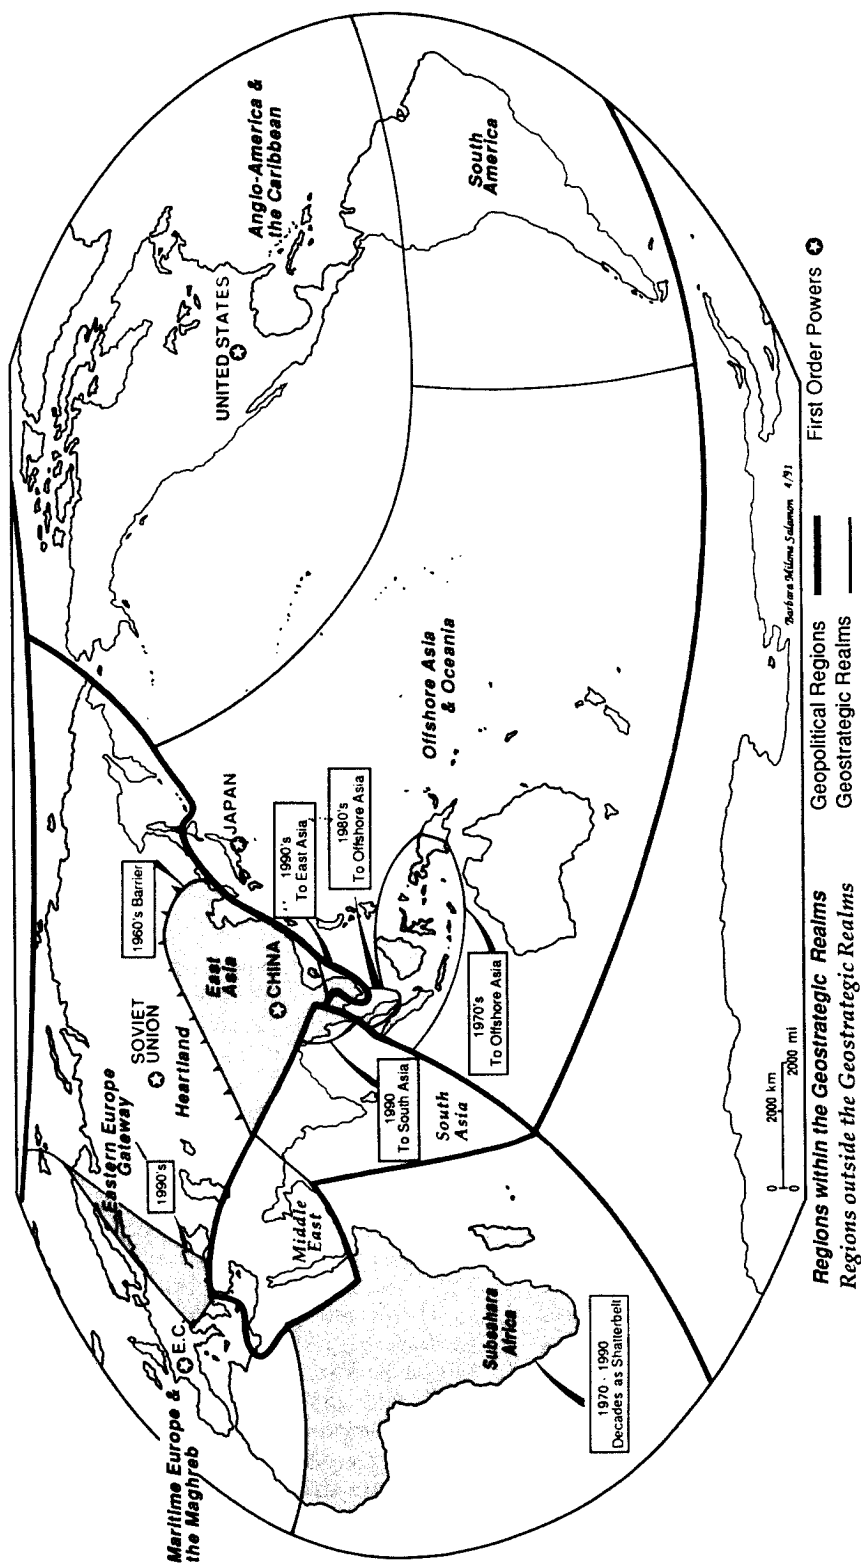 Maritime Europe &
the Maghreb
E.C.
Eastern Europe
Gateway
1990's
SOVIET
UNION
Heartland
1960's Barrier
East
Asia
CHINA
JAPAN
1990's
To East Asia
1980's
To Offshore Asia
1990
To South Asia
South
Asia
1970's
To Offshore Asia
Middle
East
Subsahara
Africa
1970 - 1990
Decades as Shatterbelt
Offshore Asia
& Oceania
UNITED STATES
Anglo-America &
the Caribbean
South
America
0 2000 km
0 2000 mi
Barbara Milone Salamon 4/91
Regions within the Geostrategic Realms
Regions outside the Geostrategic Realms
Geopolitical Regions
Geostrategic Realms
First Order Powers